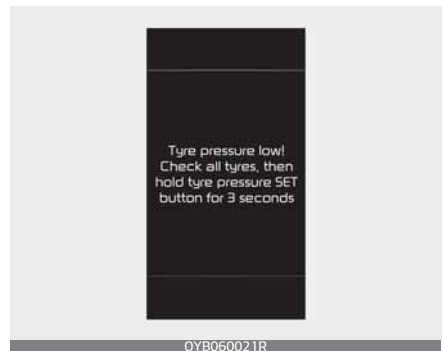 Tyre pressure low!
Check all tyres, then
hold tyre pressure SET
button for 3 seconds
OYB060021R